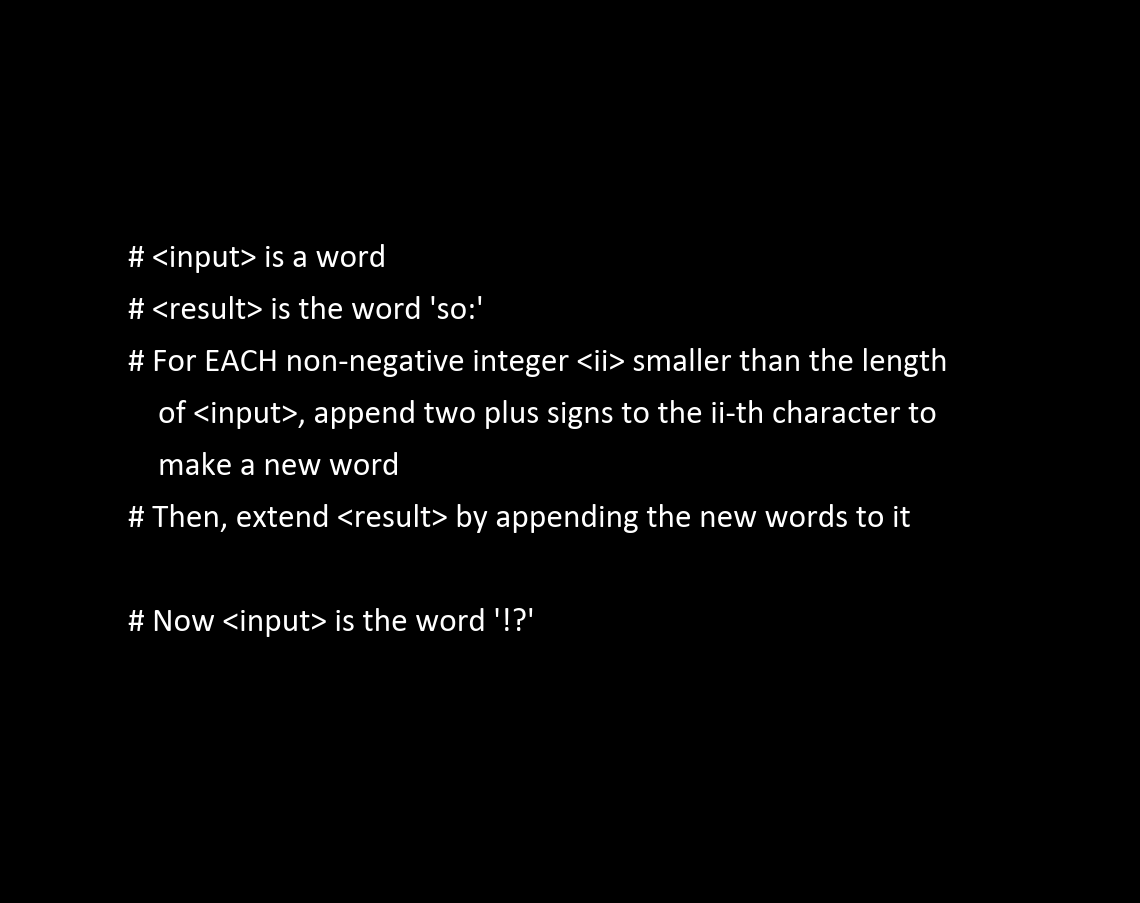 # <input> is a word
# <result> is the word 'so:'
# For EACH non-negative integer <ii> smaller than the length
of <input>, append two plus signs to the ii-th character to
make a new word
# Then, extend <result> by appending the new words to it
# Now <input> is the word '!?'